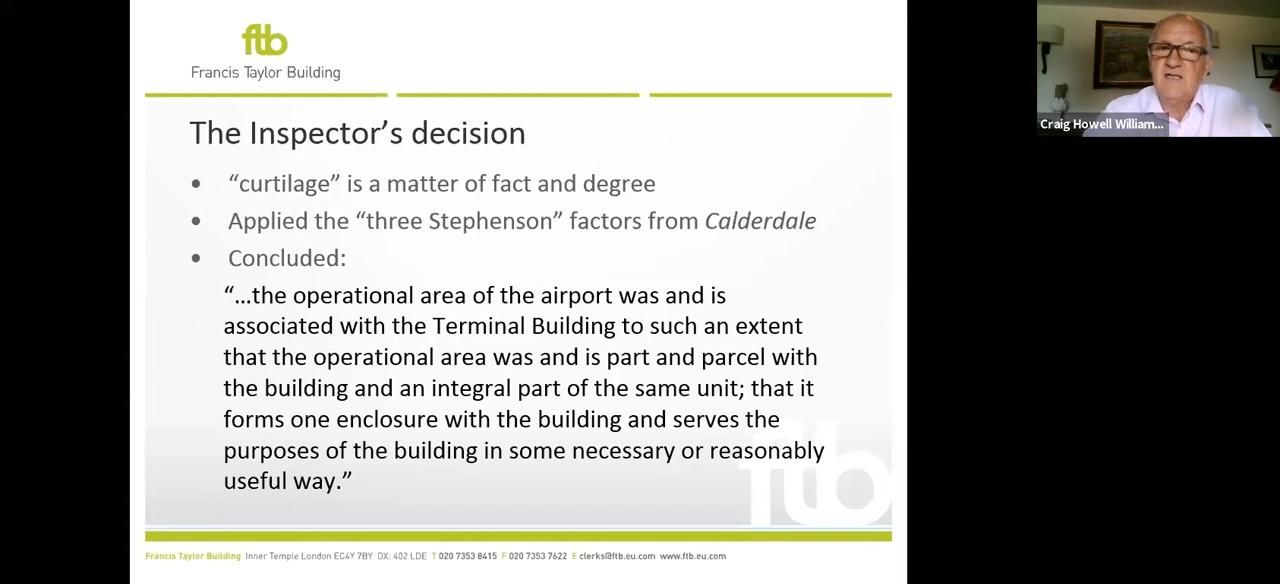 ftb
Francis Taylor Building
Craig Howell William...
The Inspector's decision
• “curtilage” is a matter of fact and degree
• Applied the “three Stephenson” factors from Calderdale
• Concluded:
“...the operational area of the airport was and is
associated with the Terminal Building to such an extent
that the operational area was and is part and parcel with
the building and an integral part of the same unit; that it
forms one enclosure with the building and serves the
purposes of the building in some necessary or reasonably
useful way.”
ftb
Francis Taylor Building Inner Temple London EC4Y 7BY DX: 402 LDE T 020 7353 8415 F 020 7353 7622 E clerks@ftb.eu.com www.ftb.eu.com